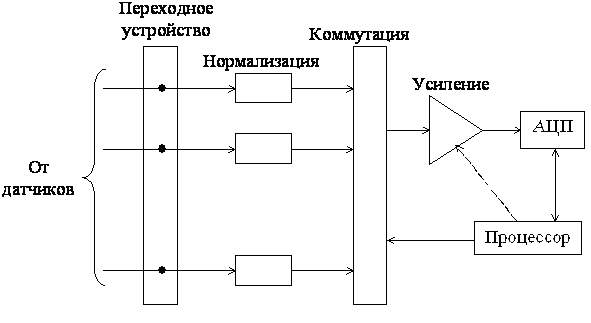 Переходное
устройство
Коммутация
Нормализация
Усиление
АЦП
От
датчиков
Процессор